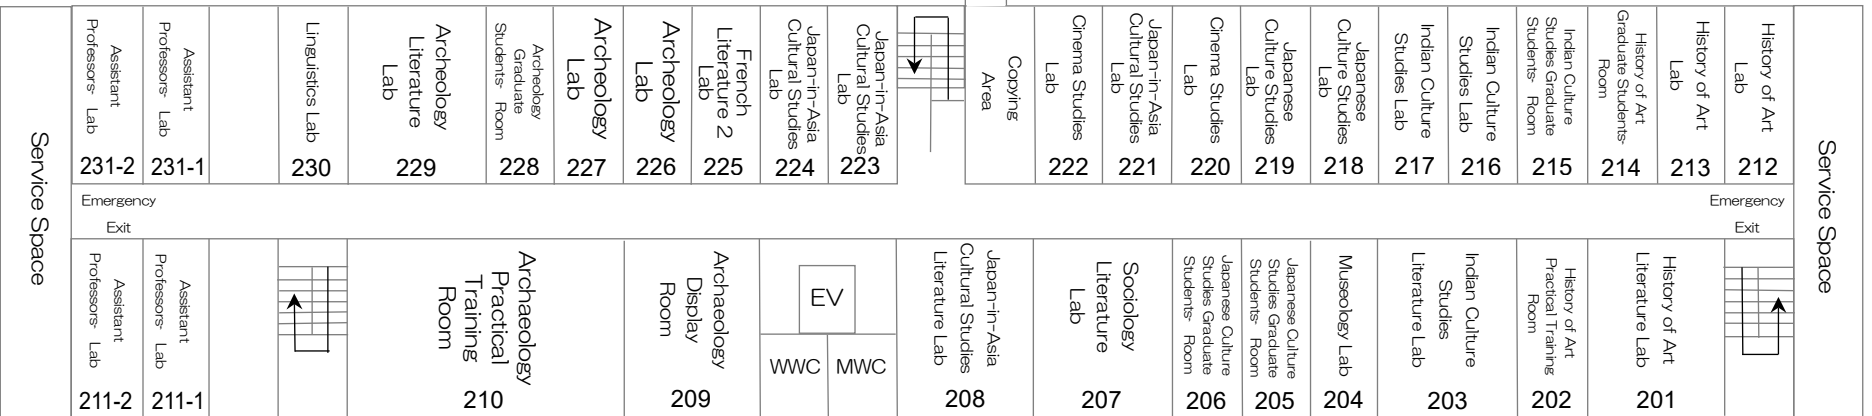 Service Space
Assistant
Professors- Lab
231-2
Assistant
Professors- Lab
231-1
Linguistics Lab
230
Archeology
Literature
Lab
229
Archeology
Graduate
Students- Room
228
Archeology
Lab
227
Archeology
Lab
226
French
Literature 2
Lab
225
Japan-in-Asia
Cultural Studies
Lab
224
Japan-in-Asia
Cultural Studies
Lab
223
Copying
Area
Cinema Studies
Lab
222
Japan-in-Asia
Cultural Studies
Lab
221
Cinema Studies
Lab
220
Japanese
Culture Studies
Lab
219
Japanese
Culture Studies
Lab
218
Indian Culture
Studies Lab
217
Indian Culture
Studies Lab
216
Indian Culture
Studies Graduate
Students- Room
215
History of Art
Graduate Students-
Room
214
History of Art
Lab
213
History of Art
Lab
212
Service Space
Emergency
Exit
Emergency
Exit
Assistant
Professors- Lab
211-2
Assistant
Professors- Lab
211-1
Archaeology
Practical
Training
Room
210
Archaeology
Display
Room
209
EV
WWC
MWC
Japan-in-Asia
Cultural Studies
Literature Lab
208
Sociology
Literature
Lab
207
Japanese Culture
Studies Graduate
Students- Room
206
Japanese Culture
Studies Graduate
Students- Room
205
Museology Lab
204
Indian Culture
Studies
Literature Lab
203
History of Art
Practical Training
Room
202
History of Art
Literature Lab
201